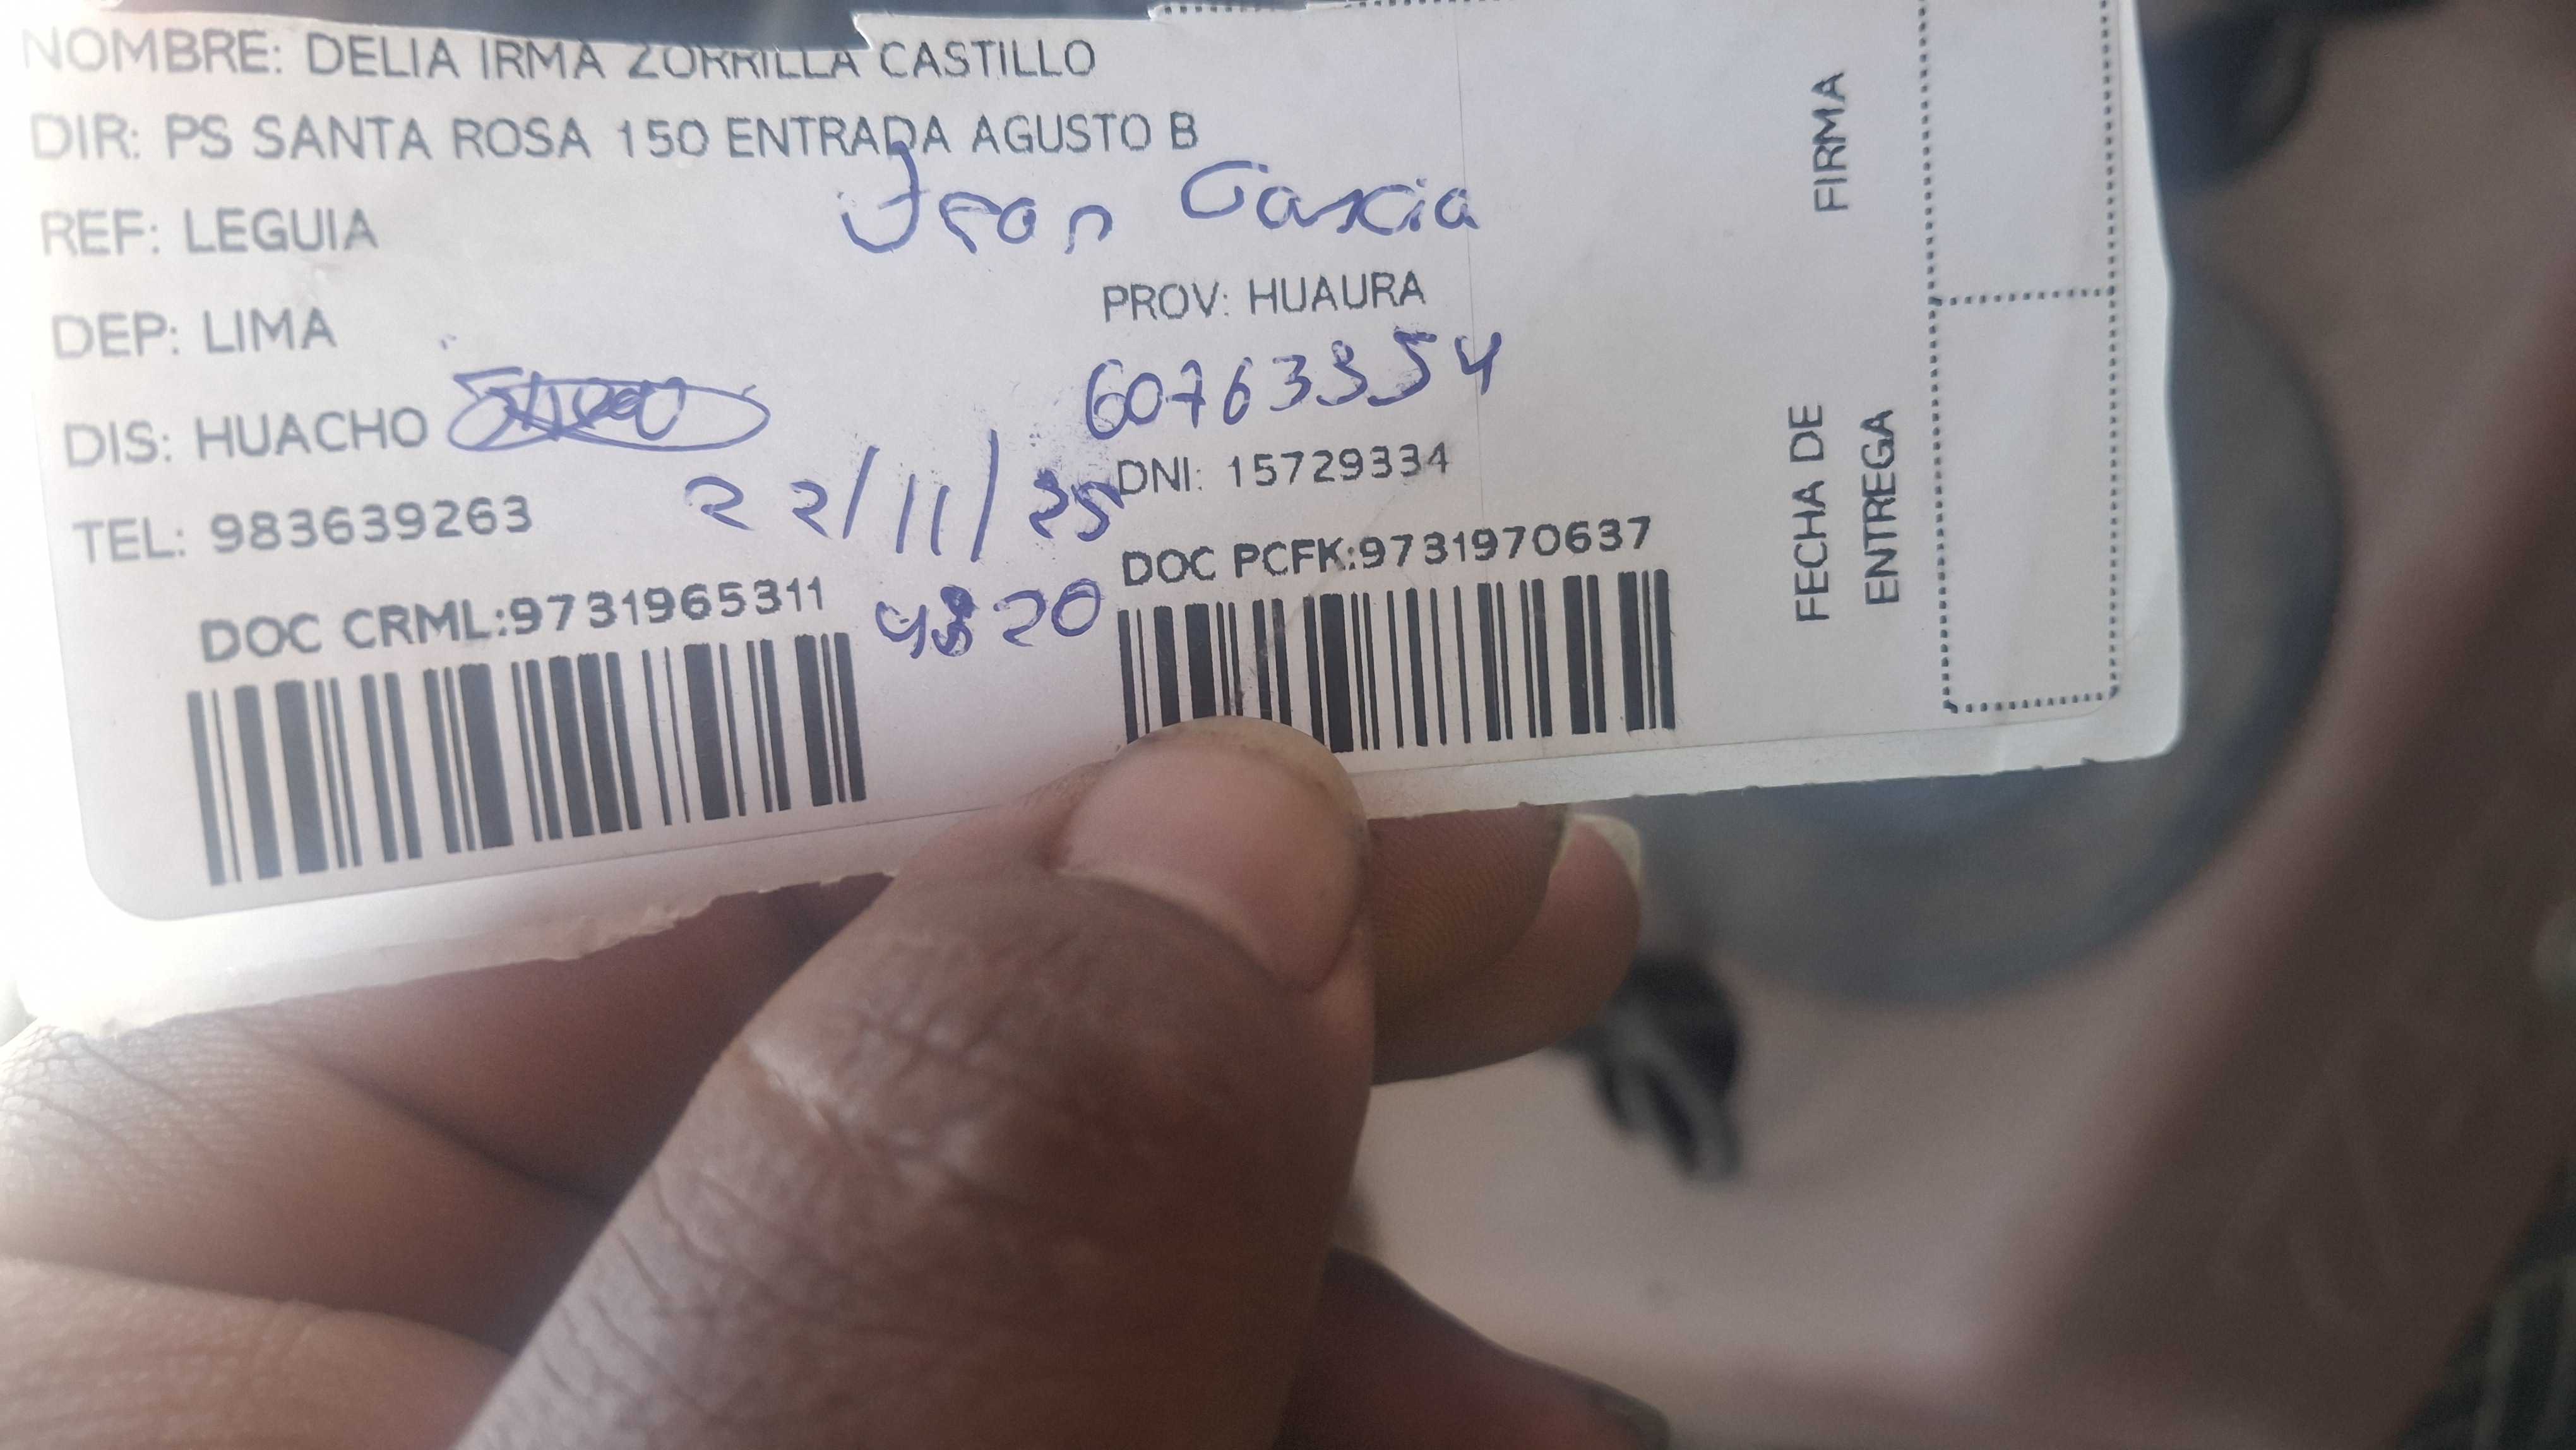 NOMBRE: DELIA IRMA ZORRILLA CASTILLO
DIR: PS SANTA ROSA 150 ENTRADA AGUSTO B
REF: LEGUIA
Jran Garcia
DEP: LIMA
PROV: HUAURA
60763354
DIS: HUACHO
DNI: 15729334
TEL: 983639263
22/11/25
DOC CRML:9731965311
4820
DOC PCFK:9731970637
FIRMA
FECHA DE
ENTREGA